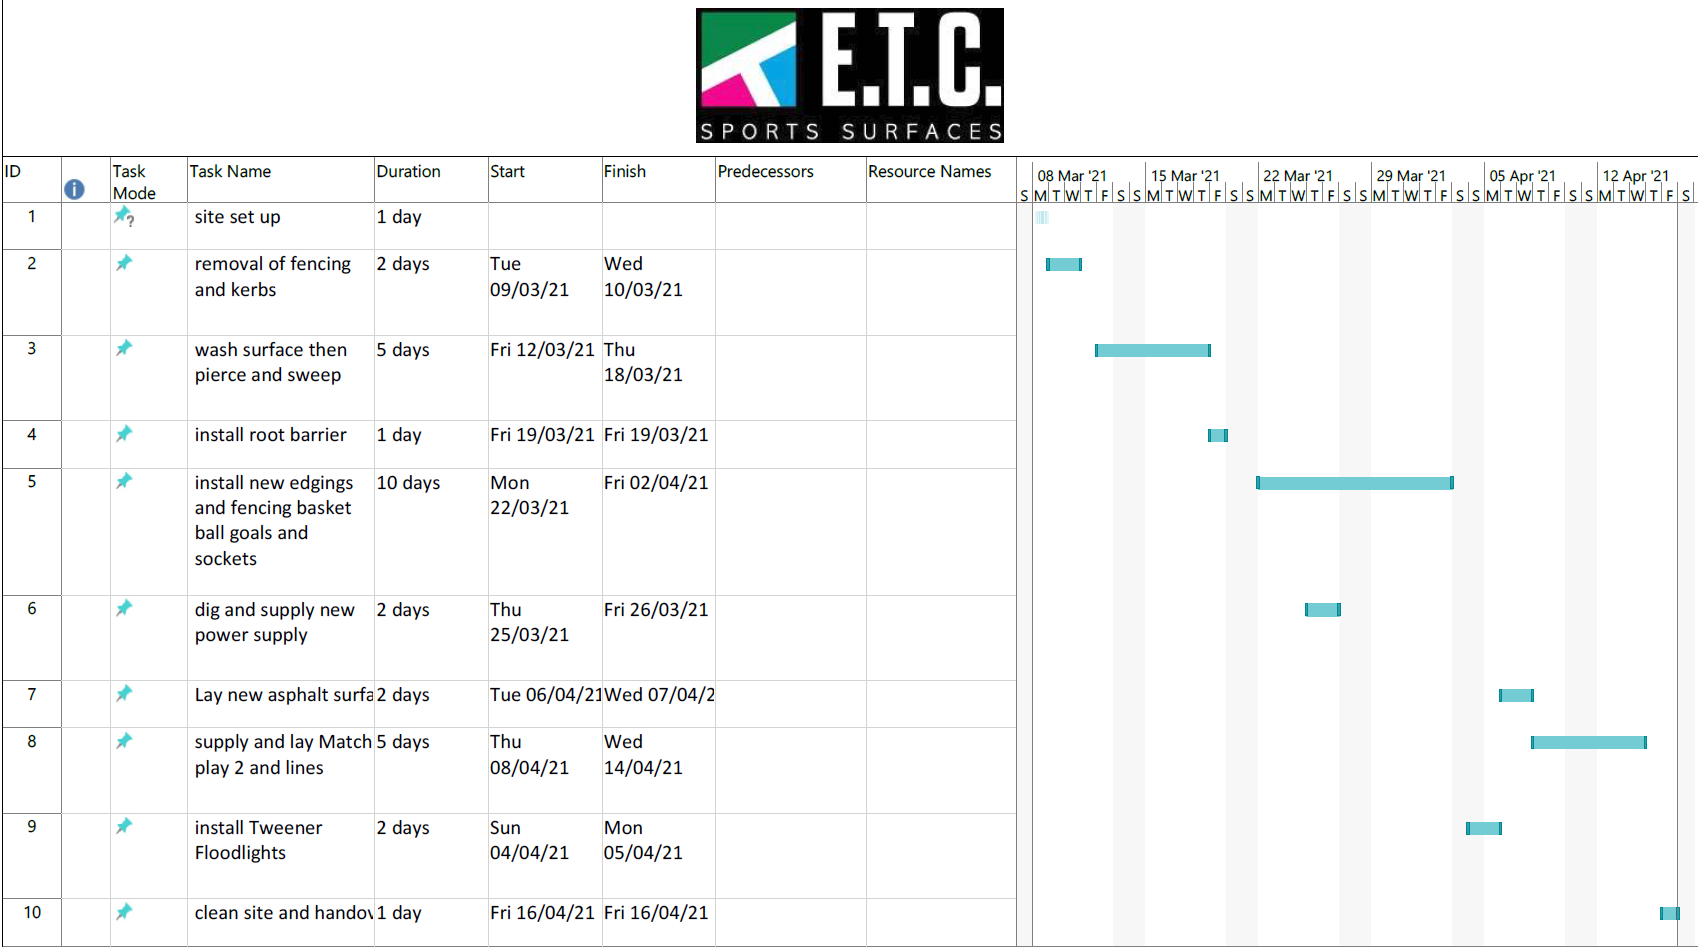 E.T.C.
SPORTS SURFACES
ID Task Mode Task Name Duration Start Finish Predecessors Resource Names
08 Mar '21 15 Mar '21 22 Mar '21 29 Mar '21 05 Apr '21 12 Apr '21
S M T W T F S S M T W T F S S M T W T F S S M T W T F S S M T W T F S S M T W T F S
1 ? site set up 1 day
2 removal of fencing and kerbs 2 days Tue 09/03/21 Wed 10/03/21
3 wash surface then pierce and sweep 5 days Fri 12/03/21 Thu 18/03/21
4 install root barrier 1 day Fri 19/03/21 Fri 19/03/21
5 install new edgings and fencing basket ball goals and sockets 10 days Mon 22/03/21 Fri 02/04/21
6 dig and supply new power supply 2 days Thu 25/03/21 Fri 26/03/21
7 Lay new asphalt surfa 2 days Tue 06/04/21 Wed 07/04/2
8 supply and lay Match play 2 and lines 5 days Thu 08/04/21 Wed 14/04/21
9 install Tweener Floodlights 2 days Sun 04/04/21 Mon 05/04/21
10 clean site and handov 1 day Fri 16/04/21 Fri 16/04/21